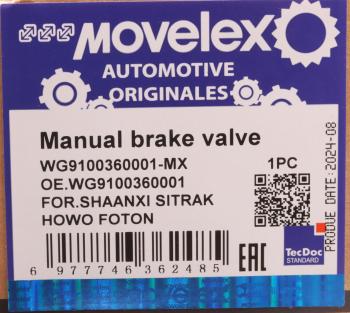 MOVELEX
AUTOMOTIVE
ORIGINALES
Manual brake valve
WG9100360001-MX
1PC
OE.WG9100360001
FOR.SHAANXI SITRAK
HOWO FOTON
PRODUE DATE:2024-08
6 977746 362485
EAC
TecDoc
STANDARD